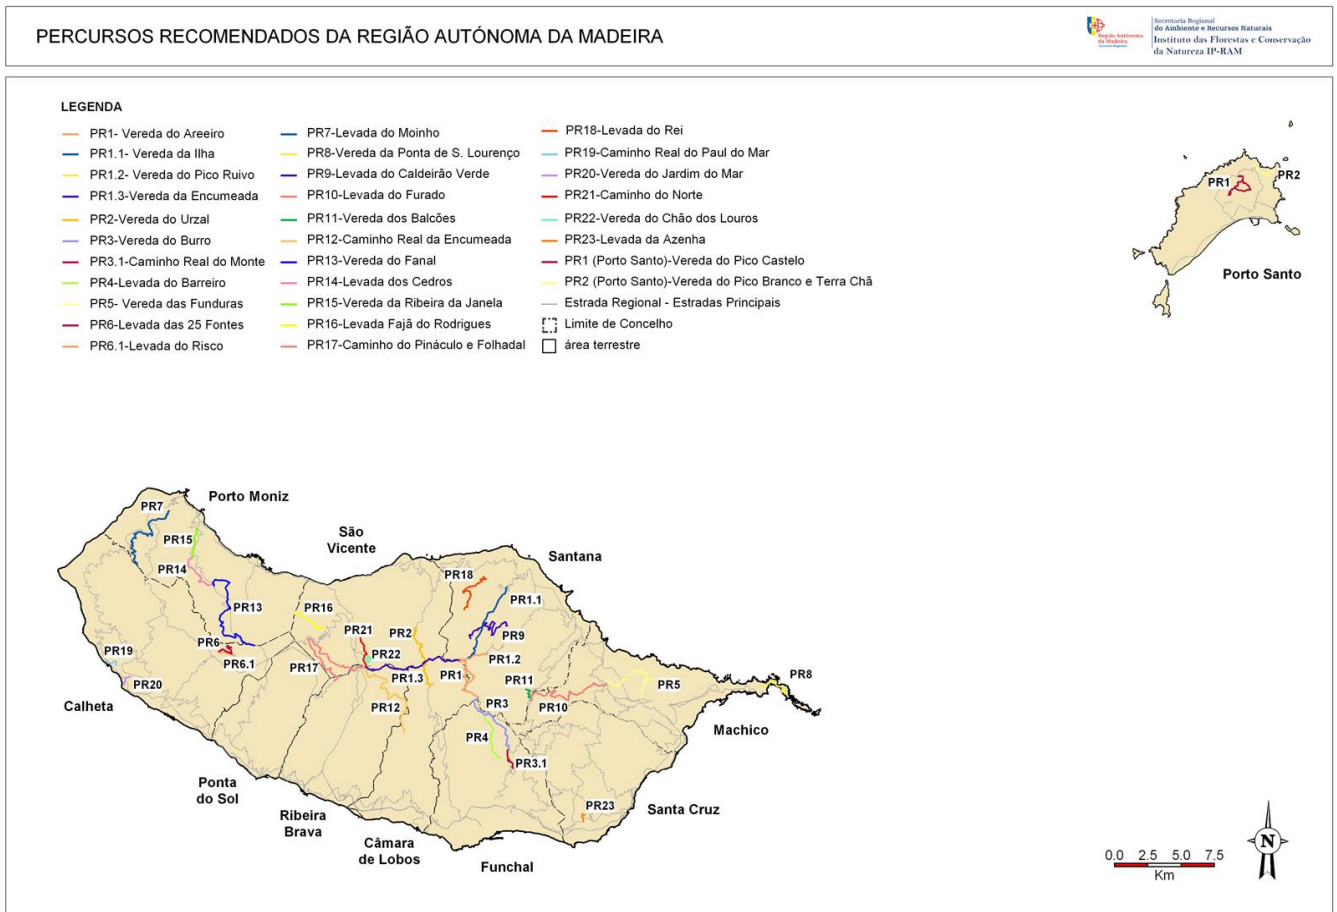 PERCURSOS RECOMENDADOS DA REGIÃO AUTÓNOMA DA MADEIRA
Região Autónoma
da Madeira
Governo Regional
Secretaria Regional
do Ambiente e Recursos Naturais
Instituto das Florestas e Conservação
da Natureza IP-RAM
LEGENDA
PR1- Vereda do Areeiro
PR1.1- Vereda da Ilha
PR1.2- Vereda do Pico Ruivo
PR1.3-Vereda da Encumeada
PR2-Vereda do Urzal
PR3-Vereda do Burro
PR3.1-Caminho Real do Monte
PR4-Levada do Barreiro
PR5- Vereda das Funduras
PR6-Levada das 25 Fontes
PR6.1-Levada do Risco
PR7-Levada do Moinho
PR8-Vereda da Ponta de S. Lourenço
PR9-Levada do Caldeirão Verde
PR10-Levada do Furado
PR11-Vereda dos Balcões
PR12-Caminho Real da Encumeada
PR13-Vereda do Fanal
PR14-Levada dos Cedros
PR15-Vereda da Ribeira da Janela
PR16-Levada Fajã do Rodrigues
PR17-Caminho do Pináculo e Folhadal
PR18-Levada do Rei
PR19-Caminho Real do Paul do Mar
PR20-Vereda do Jardim do Mar
PR21-Caminho do Norte
PR22-Vereda do Chão dos Louros
PR23-Levada da Azenha
PR1 (Porto Santo)-Vereda do Pico Castelo
PR2 (Porto Santo)-Vereda do Pico Branco e Terra Chã
Estrada Regional - Estradas Principais
Limite de Concelho
área terrestre
PR1
PR2
Porto Santo
Porto Moniz
PR7
São
Vicente
PR15
Santana
PR14
PR18
PR1.1
PR13
PR16
PR21
PR2
PR9
PR6
PR22
PR1.2
PR19
PR6.1
PR17
PR1.3
PR1
PR11
PR8
PR20
PR5
Calheta
PR12
PR3
PR10
PR4
Machico
PR3.1
Ponta
do Sol
PR23
Santa Cruz
Ribeira
Brava
Câmara
de Lobos
Funchal
N
0.0 2.5 5.0 7.5
Km